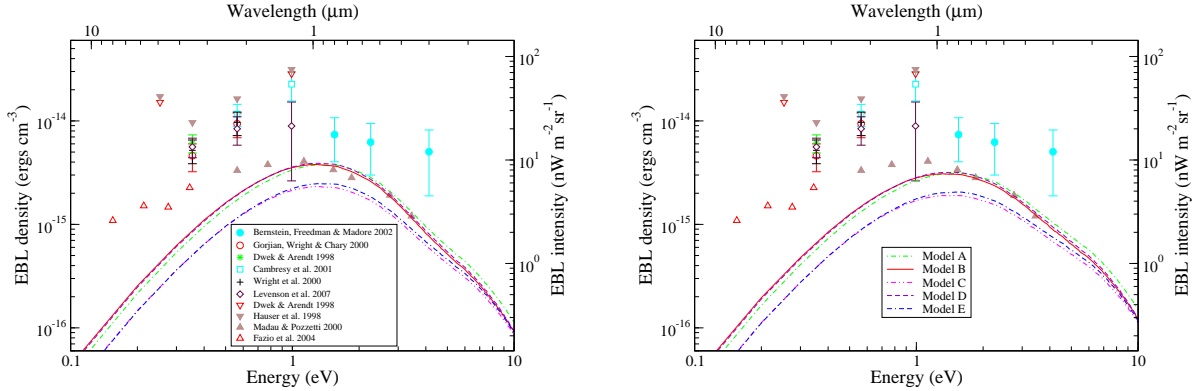 Wavelength (μm)
10 1
EBL density (ergs cm-3)
10-14
10-15
10-16
102
101
100
EBL intensity (nW m-2 sr-1)
Bernstein, Freedman & Madore 2002
Gorjian, Wright & Chary 2000
Dwek & Arendt 1998
Cambresy et al. 2001
Wright et al. 2000
Levenson et al. 2007
Dwek & Arendt 1998
Hauser et al. 1998
Madau & Pozzetti 2000
Fazio et al. 2004
0.1 1 10
Energy (eV)
Wavelength (μm)
10 1
EBL density (ergs cm-3)
10-14
10-15
10-16
102
101
100
EBL intensity (nW m-2 sr-1)
Model A
Model B
Model C
Model D
Model E
0.1 1 10
Energy (eV)